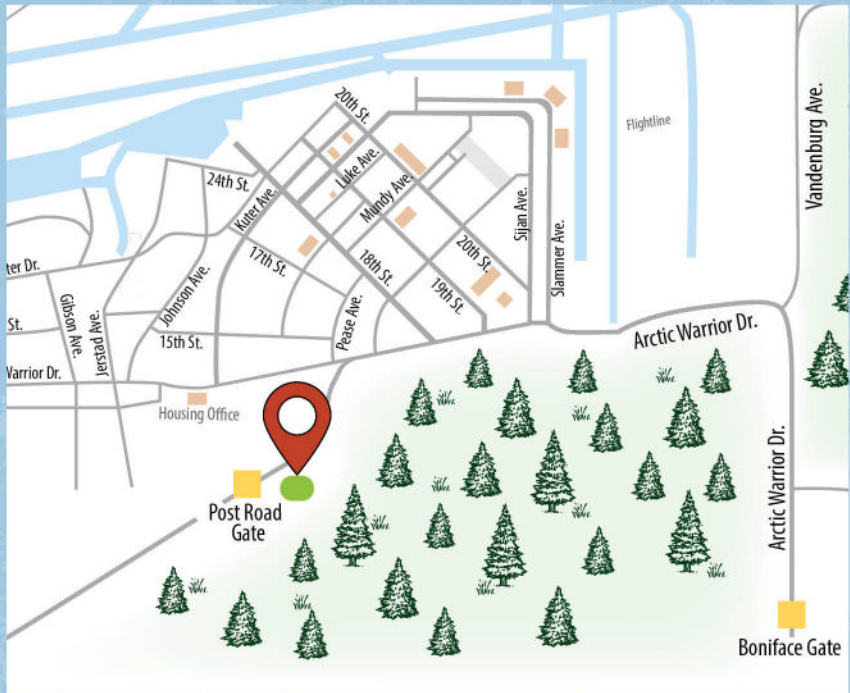 20th St.
Vandenburg Ave.
Flightline
Luke Ave.
24th St.
Kuter Ave.
Mundy Ave.
Sijan Ave.
Slammer Ave.
17th St.
18th St.
20th St.
19th St.
ter Dr.
Gibson Ave.
Johnson Ave.
Jerstad Ave.
Pease Ave.
St.
15th St.
Arctic Warrior Dr.
Warrior Dr.
Housing Office
Arctic Warrior Dr.
Post Road
Gate
Boniface Gate